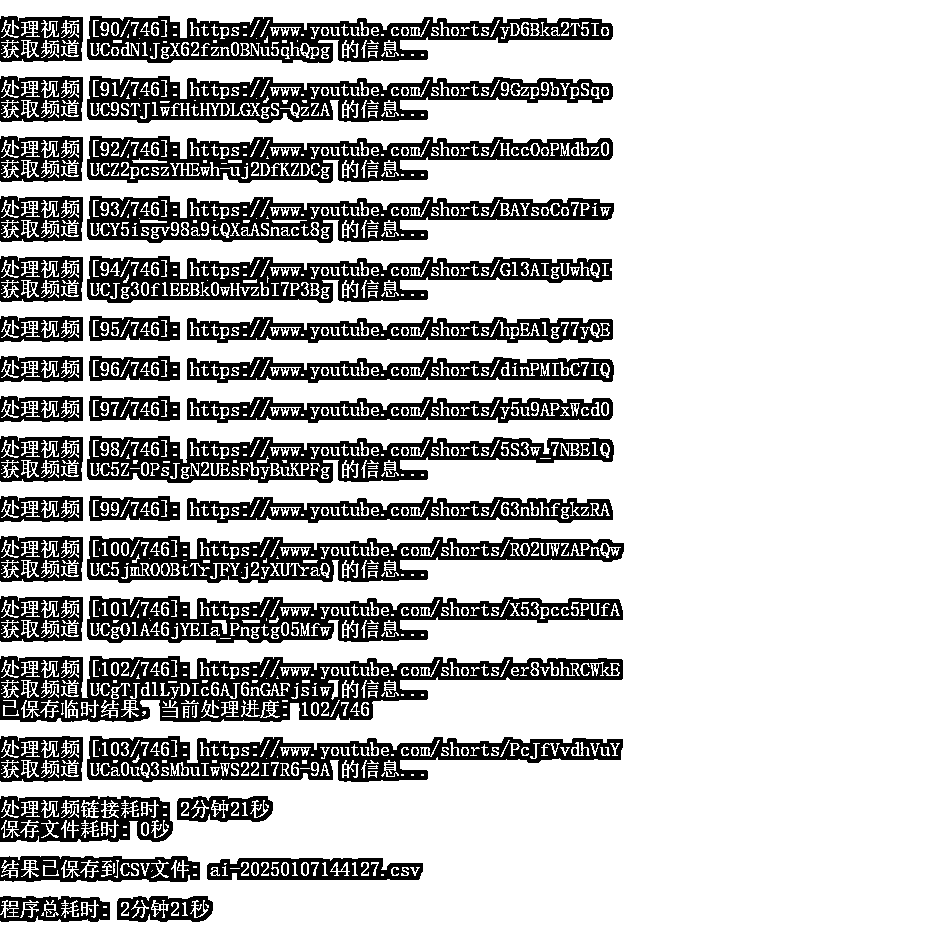 处理视频 [90/746]: https://www.youtube.com/shorts/yD6Bka2T5Io
获取频道 UCodN1JgX62fzn0BNu5qhQpg 的信息...
处理视频 [91/746]: https://www.youtube.com/shorts/9Gzp9bYpSqo
获取频道 UC9STJlwfHtHYDLGXgS-QzZA 的信息...
处理视频 [92/746]: https://www.youtube.com/shorts/HccOoPMdbz0
获取频道 UCZ2pcszYHEwh-uj2DfKZDCg 的信息...
处理视频 [93/746]: https://www.youtube.com/shorts/BAYsoCo7Piw
获取频道 UCY5isgv98a9tQXaASnact8g 的信息...
处理视频 [94/746]: https://www.youtube.com/shorts/Gl3AIgUwhQI
获取频道 UCJg30f1EEBk0wHvzbI7P3Bg 的信息...
处理视频 [95/746]: https://www.youtube.com/shorts/hpEAlg77yQE
处理视频 [96/746]: https://www.youtube.com/shorts/dinPMIbC7IQ
处理视频 [97/746]: https://www.youtube.com/shorts/y5u9APxWcd0
处理视频 [98/746]: https://www.youtube.com/shorts/5S3w_7NBElQ
获取频道 UC5Z-0PsJgN2UEsFbyBuXPFg 的信息...
处理视频 [99/746]: https://www.youtube.com/shorts/63nbhfgkzRA
处理视频 [100/746]: https://www.youtube.com/shorts/RO2UWZAPnQw
获取频道 UC5jmROOBtTrJFYj2yXUTraQ 的信息...
处理视频 [101/746]: https://www.youtube.com/shorts/X53pcc5PUfA
获取频道 UCgOlA46jYEIa_Pngtg05Mfw 的信息...
处理视频 [102/746]: https://www.youtube.com/shorts/er8vbhRCWkE
获取频道 UCgTJdlLyDIc6AJ6nGAFjsiw 的信息...
已保存临时结果，当前处理进度: 102/746
处理视频 [103/746]: https://www.youtube.com/shorts/PcJfVvdhVuY
获取频道 UCa0uQ3sMbuIwWS22I7R6-9A 的信息...
处理视频链接耗时: 2分钟21秒
保存文件耗时: 0秒
结果已保存到CSV文件: ai-20250107144127.csv
程序总耗时: 2分钟21秒